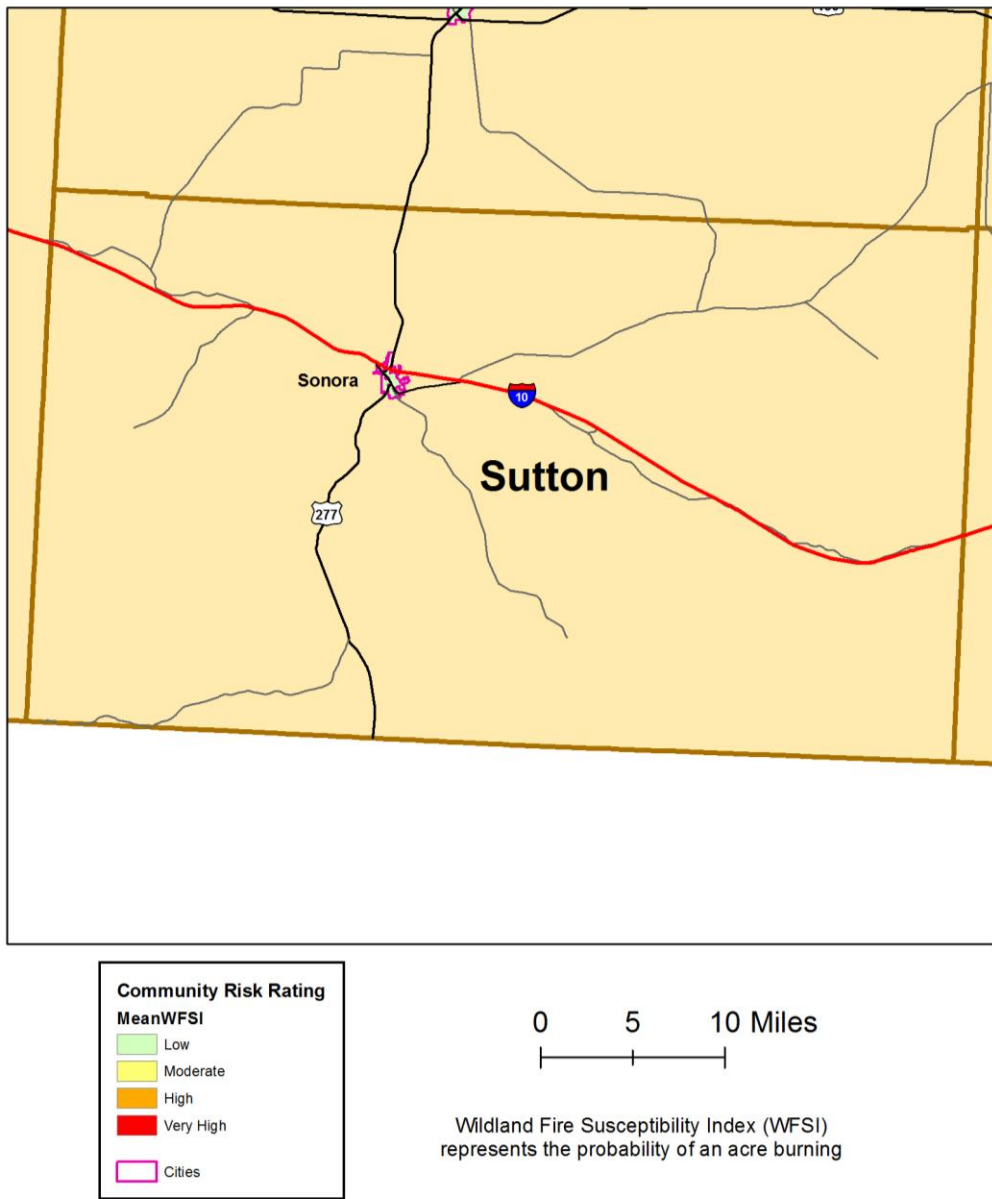 Sonora
10
Sutton
277
Community Risk Rating
MeanWFSI
Low
Moderate
High
Very High
Cities
0 5 10 Miles
Wildland Fire Susceptibility Index (WFSI)
represents the probability of an acre burning